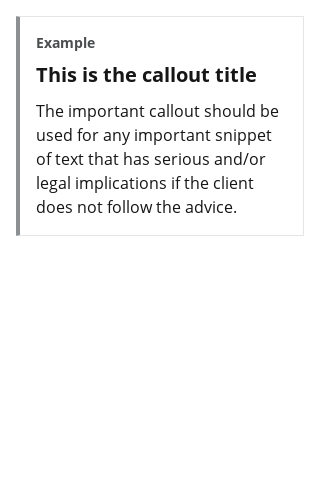 Example
This is the callout title
The important callout should be
used for any important snippet
of text that has serious and/or
legal implications if the client
does not follow the advice.